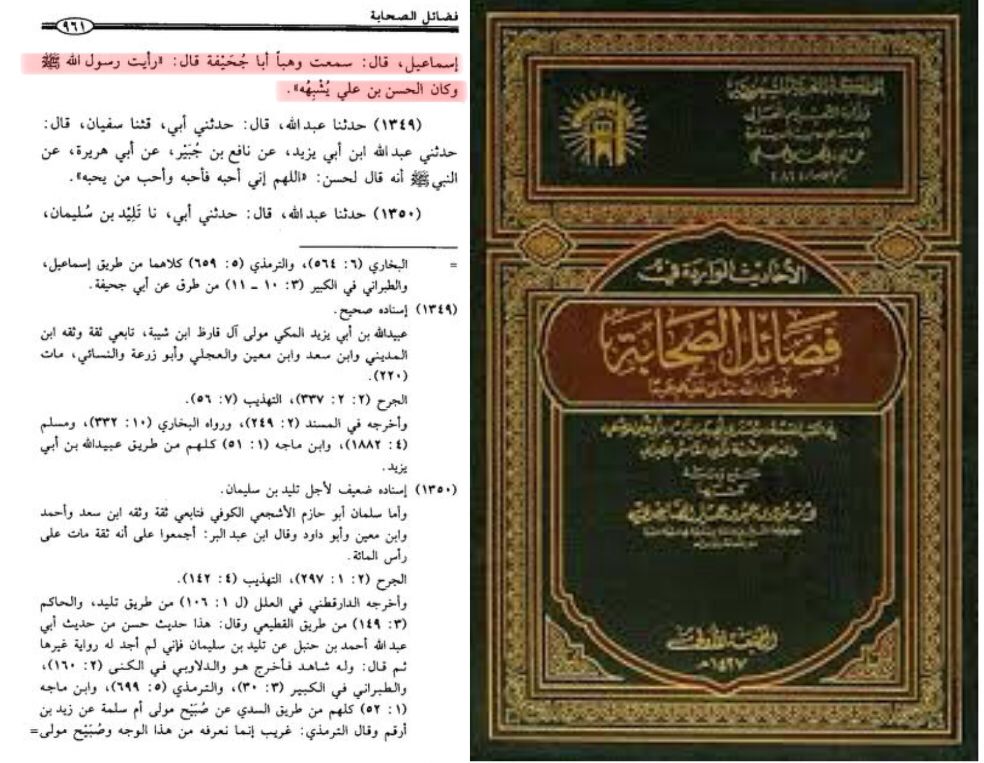 فضائل الصحابة
٩٦١
إسماعيل، قال: سمعت وهباً أبا جُحَيْفة قال: «رأيت رسول الله ﷺ
وكان الحسن بن علي يُشْبِهُه».
(١٣٤٩) حدثنا عبد الله، قال: حدثني أبي، قثنا سفيان، قال:
حدثني عبد الله ابن أبي يزيد، عن نافع بن جُبَيْر، عن أبي هريرة، عن
النبي ﷺ أنه قال لحسن: «اللهم إني أحبه فأحبه وأحب من يحبه».
(١٣٥٠) حدثنا عبد الله، قال: حدثني أبي، نا تَلِيْد بن سُليمان،
= البخاري (٦: ٥٦٤)، والترمذي (٥: ٦٥٩) كلاهما من طريق إسماعيل،
والطبراني في الكبير (٣: ١٠ - ١١) من طرق عن أبي جحيفة.
(١٣٤٩) إسناده صحيح.
عبيدالله بن أبي يزيد المكي مولى آل قارظ ابن شيبة، تابعي ثقة وثقه ابن
المديني وابن سعد وابن معين والعجلي وأبو زرعة والنسائي، مات
(٢٢٠).
الجرح (٢: ٢: ٣٣٧)، التهذيب (٧: ٥٦).
وأخرجه في المسند (٢: ٢٤٩)، ورواه البخاري (١٠: ٣٣٢)، ومسلم
(٤: ١٨٨٢)، وابن ماجه (١: ٥١) كلهم من طريق عبيدالله بن أبي
يزيد.
(١٣٥٠) إسناده ضعيف لأجل تليد بن سليمان.
وأما سلمان أبو حازم الأشجعي الكوفي فتابعي ثقة وثقه ابن سعد وأحمد
وابن معين وأبو داود وقال ابن عبد البر: أجمعوا على أنه ثقة مات على
رأس المائة.
الجرح (٢: ١: ٢٩٧)، التهذيب (٤: ١٤٢).
وأخرجه الدارقطني في العلل (ل ١: ١٠٦) من طريق تليد، والحاكم
(٣: ١٤٩) من طريق القطيعي وقال: هذا حديث حسن من حديث أبي
عبدالله أحمد بن حنبل عن تليد بن سليمان فإني لم أجد له رواية غيرها
ثم قال: وله شاهد فأخرج هو والدلاوبي في الكنى (٢: ١٦٠)،
والطبراني في الكبير (٣: ٣٠)، والترمذي (٥: ٦٩٩)، وابن ماجه
(١: ٥٢) كلهم من طريق السدي عن صُبَيْح مولى أم سلمة عن زيد بن
أرقم وقال الترمذي: غريب إنما نعرفه من هذا الوجه وصُبَيْح مولى=
الأحاديث الواردة في
فضائل الصحابة
المجلد الأول
١٤٢٧هـ